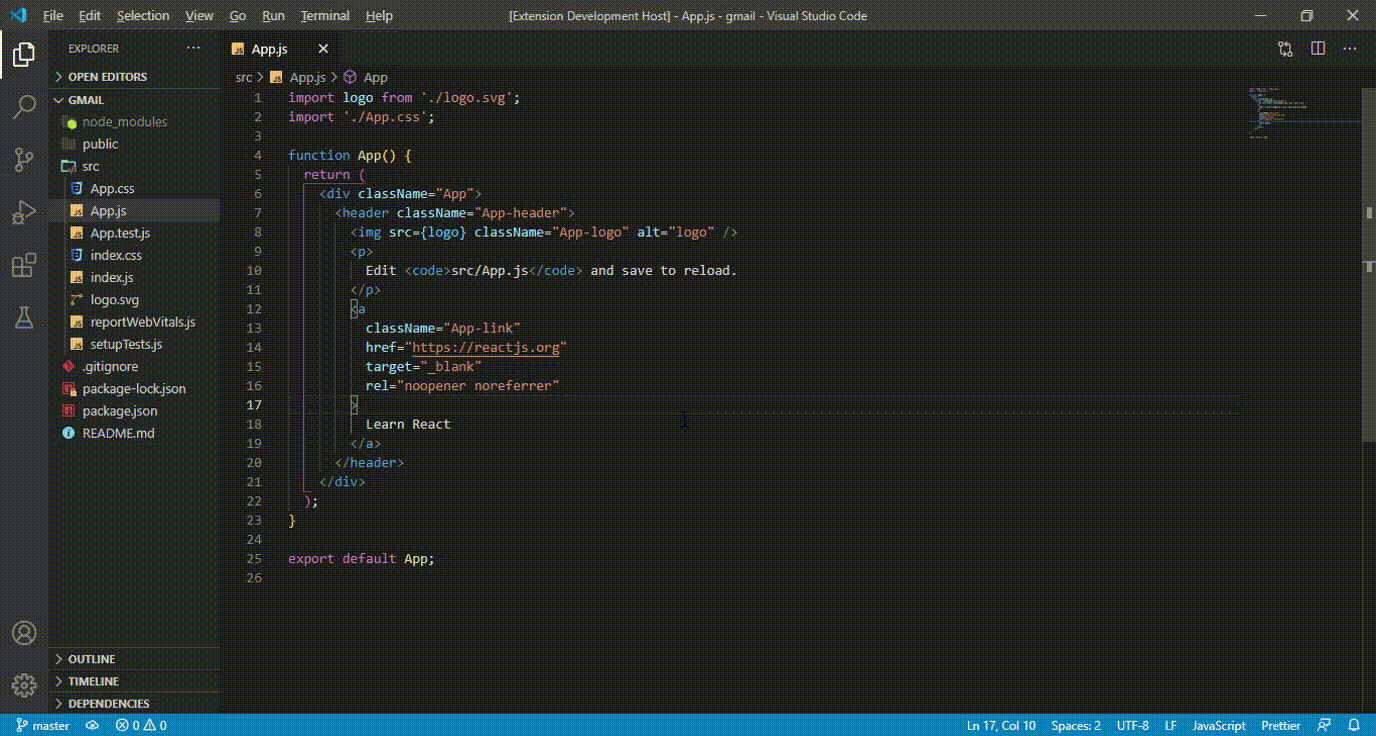 File Edit Selection View Go Run Terminal Help [Extension Development Host] - App.js - gmail - Visual Studio Code
EXPLORER
OPEN EDITORS
GMAIL
node_modules
public
src
App.css
App.js
App.test.js
index.css
index.js
logo.svg
reportWebVitals.js
setupTests.js
.gitignore
package-lock.json
package.json
README.md
OUTLINE
TIMELINE
DEPENDENCIES
App.js
src > App.js > App
1 import logo from './logo.svg';
2 import './App.css';
3
4 function App() {
5 return (
6 <div className="App">
7 <header className="App-header">
8 <img src={logo} className="App-logo" alt="logo" />
9 <p>
10 Edit <code>src/App.js</code> and save to reload.
11 </p>
12 <a
13 className="App-link"
14 href="https://reactjs.org"
15 target="_blank"
16 rel="noopener noreferrer"
17 >
18 Learn React
19 </a>
20 </header>
21 </div>
22 );
23 }
24
25 export default App;
26
master 0 0 Ln 17, Col 10 Spaces: 2 UTF-8 LF JavaScript Prettier